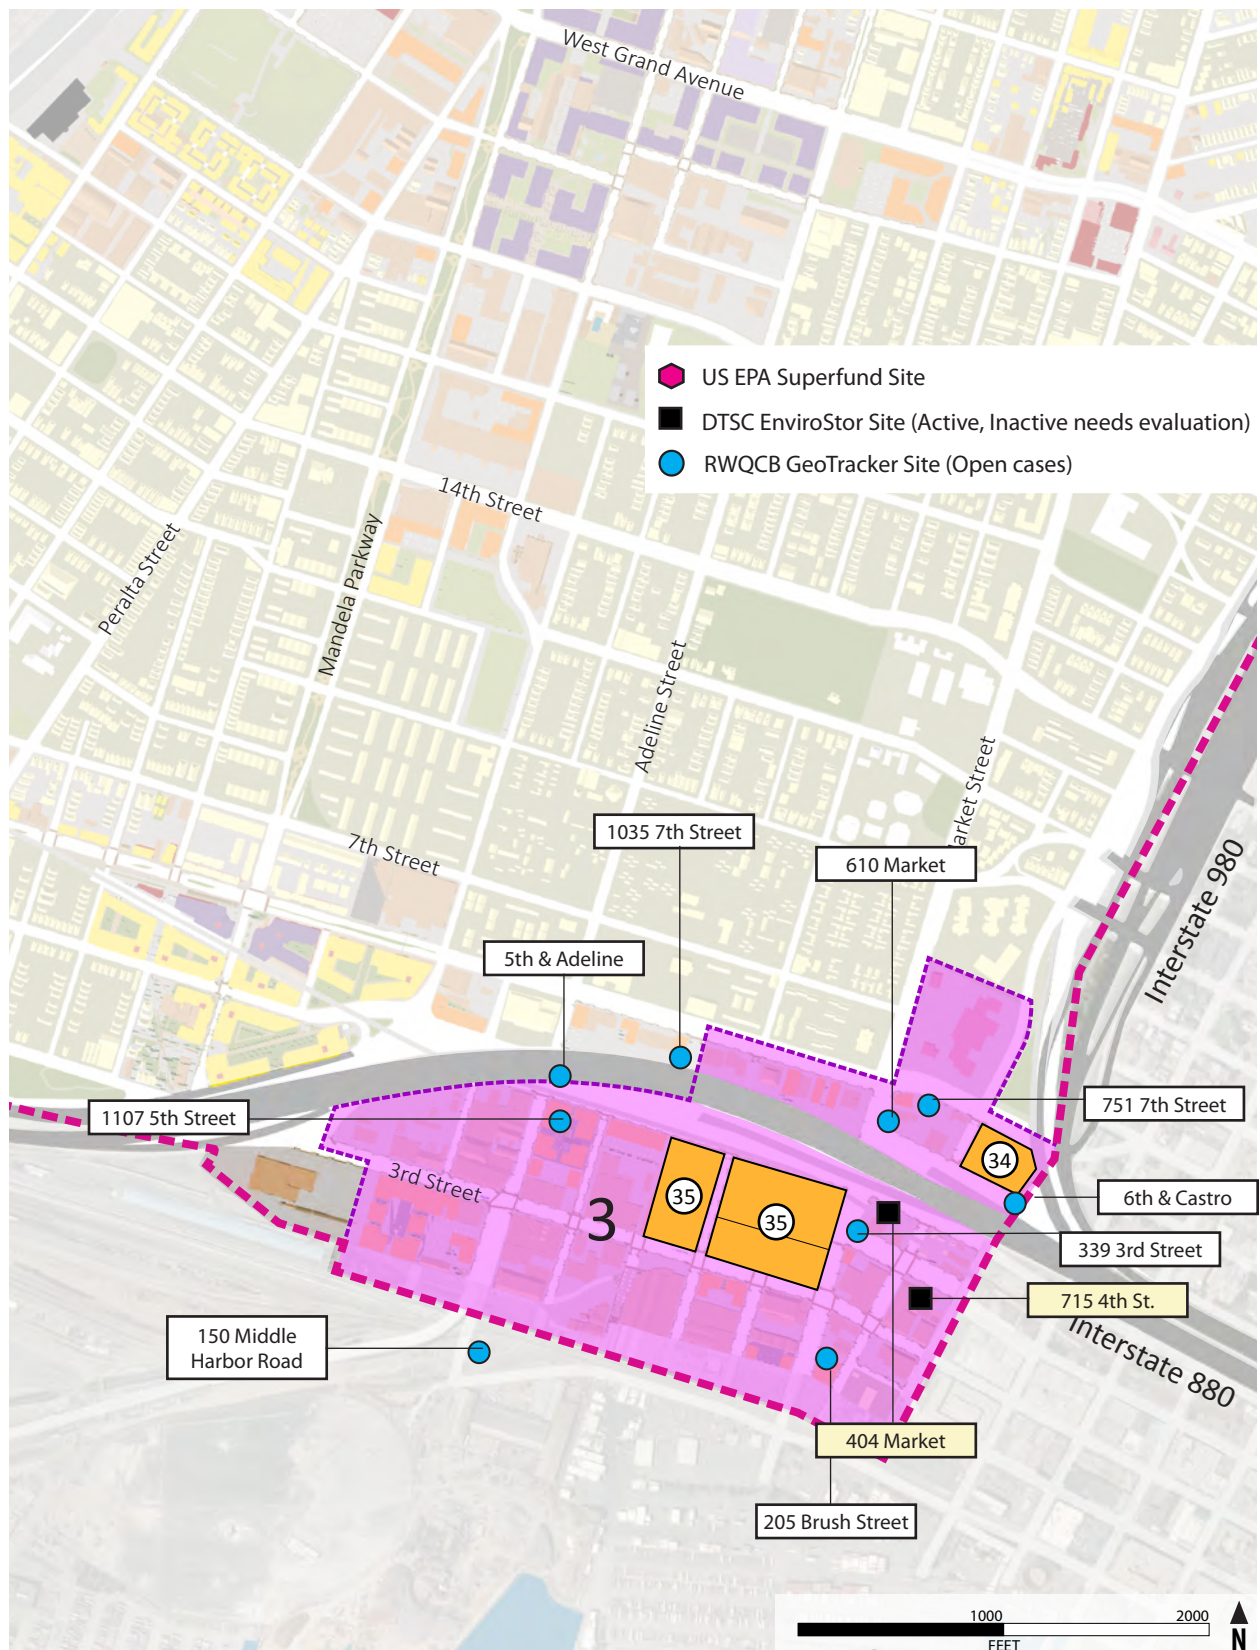 West Grand Avenue
US EPA Superfund Site
DTSC EnviroStor Site (Active, Inactive needs evaluation)
RWQCB GeoTracker Site (Open cases)
14th Street
Peralta Street
Mandela Parkway
Adeline Street
arket Street
1035 7th Street
7th Street
610 Market
Interstate 980
5th & Adeline
1107 5th Street
751 7th Street
34
3rd Street
35
3
35
6th & Castro
339 3rd Street
715 4th St.
Interstate 880
150 Middle
Harbor Road
404 Market
205 Brush Street
1000
2000
FEET
N